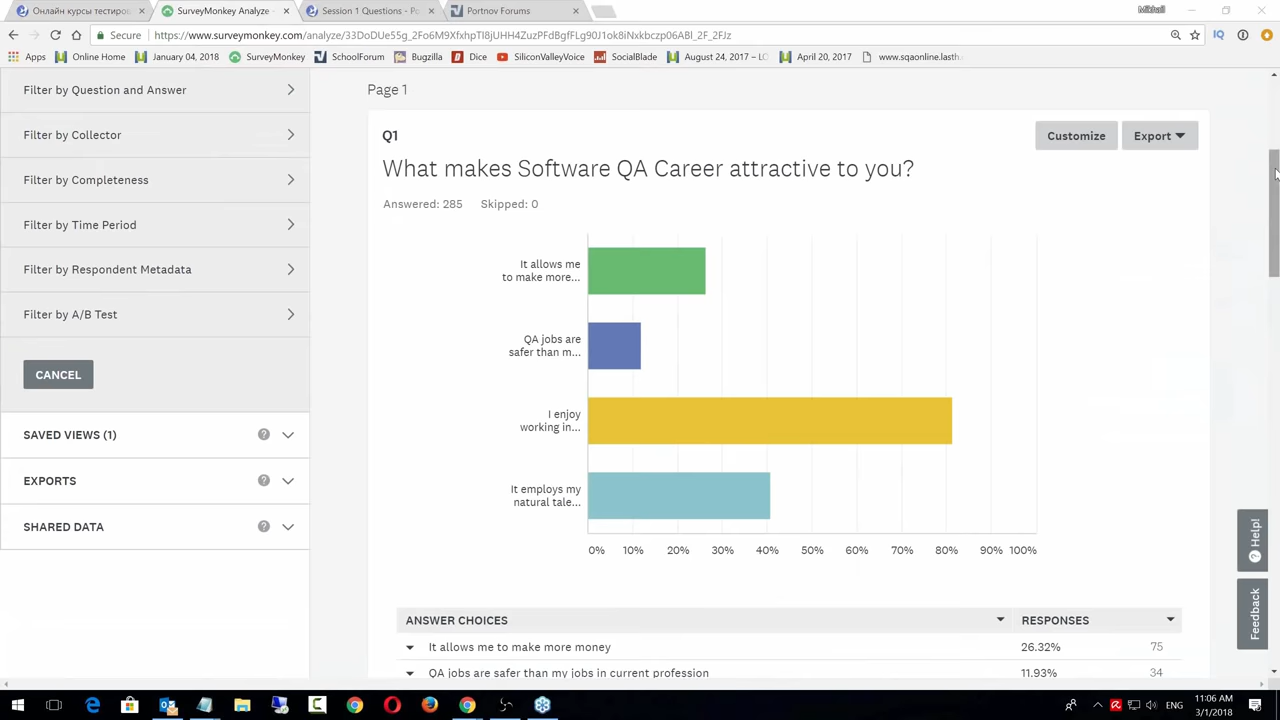 Онлайн курсы тестиров
SurveyMonkey Analyze -
Session 1 Questions - Po
Portnov Forums
Mikhail
Secure
https://www.surveymonkey.com/analyze/33DoDUe55g_2Fo6M9XfxhpTl8jUHH4ZuzPFdBgfFLg90J1ok8iNxkbczp06ABl_2F_2FJz
Apps
Online Home
January 04, 2018
SurveyMonkey
SchoolForum
Bugzilla
Dice
SiliconValleyVoice
SocialBlade
August 24, 2017 – LO
April 20, 2017
www.sqaonline.lasth.
Filter by Question and Answer
Filter by Collector
Filter by Completeness
Filter by Time Period
Filter by Respondent Metadata
Filter by A/B Test
CANCEL
SAVED VIEWS (1)
EXPORTS
SHARED DATA
Page 1
Q1
Customize
Export
What makes Software QA Career attractive to you?
Answered: 285 Skipped: 0
It allows me
to make more...
QA jobs are
safer than m...
I enjoy
working in...
It employs my
natural tale...
0% 10% 20% 30% 40% 50% 60% 70% 80% 90% 100%
ANSWER CHOICES
RESPONSES
It allows me to make more money
26.32% 75
QA jobs are safer than my jobs in current profession
11.93% 34
Help!
Feedback
ENG
11:06 AM
3/1/2018